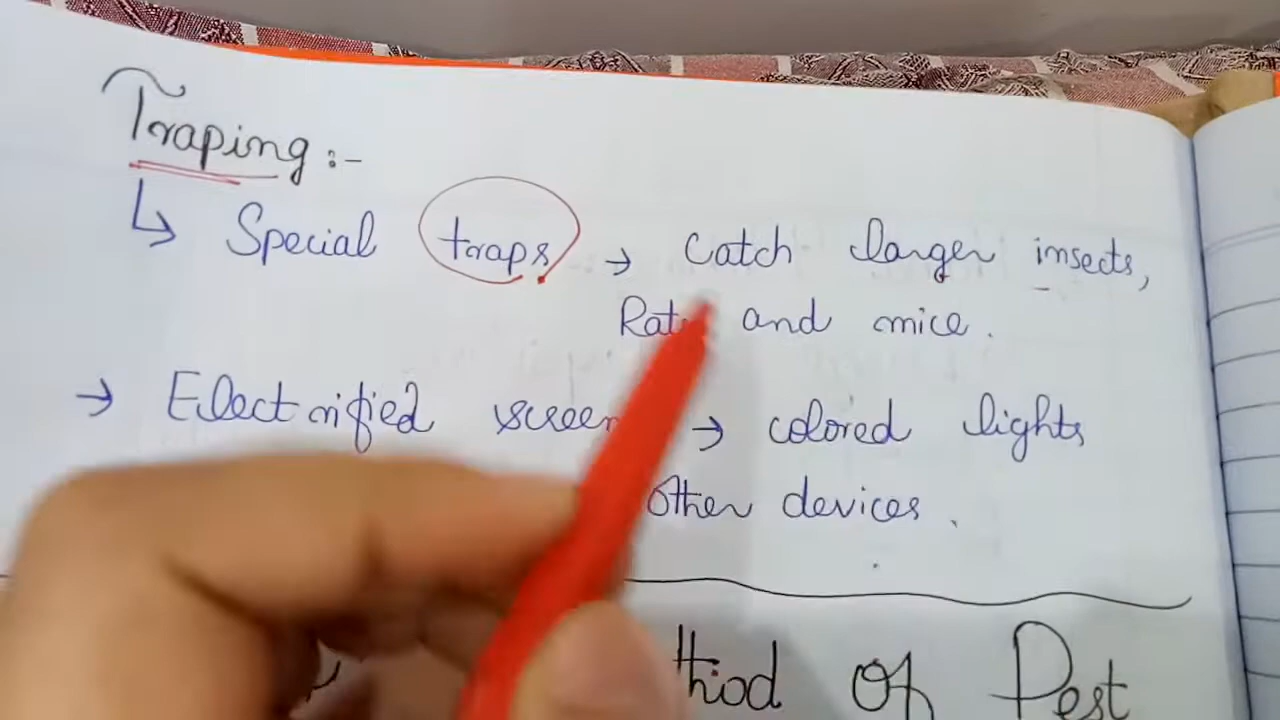 Traping :-
↳ Special traps → Catch larger insects,
and mice.
→ Electrified → colored lights
Other devices.
Of Pest